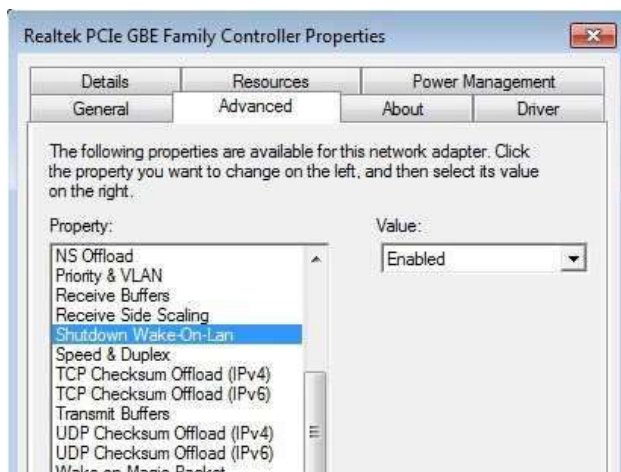 Realtek PCIe GBE Family Controller Properties
Details Resources Power Management
General Advanced About Driver
The following properties are available for this network adapter. Click
the property you want to change on the left, and then select its value
on the right.
Property: Value:
NS Offload Enabled
Priority & VLAN
Receive Buffers
Receive Side Scaling
Shutdown Wake-On-Lan
Speed & Duplex
TCP Checksum Offload (IPv4)
TCP Checksum Offload (IPv6)
Transmit Buffers
UDP Checksum Offload (IPv4)
UDP Checksum Offload (IPv6)
Wake on Magic Packet